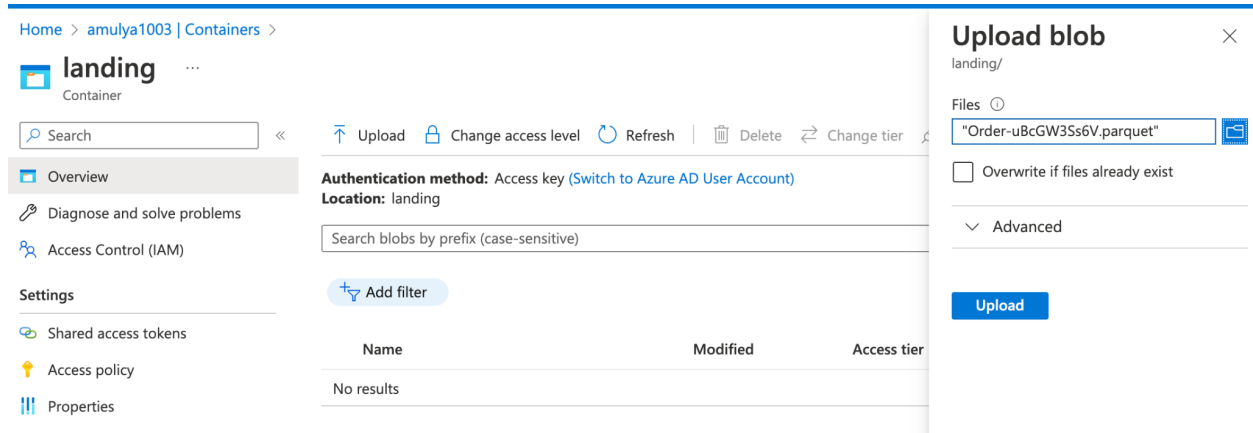 Home > amulya1003 | Containers >
landing ...
Container
Search «
Overview
Diagnose and solve problems
Access Control (IAM)
Settings
Shared access tokens
Access policy
Properties
Upload Change access level Refresh Delete Change tier
Authentication method: Access key (Switch to Azure AD User Account)
Location: landing
Search blobs by prefix (case-sensitive)
Add filter
Name Modified Access tier
No results
Upload blob
landing/
Files
"Order-uBcGW3Ss6V.parquet"
Overwrite if files already exist
Advanced
Upload